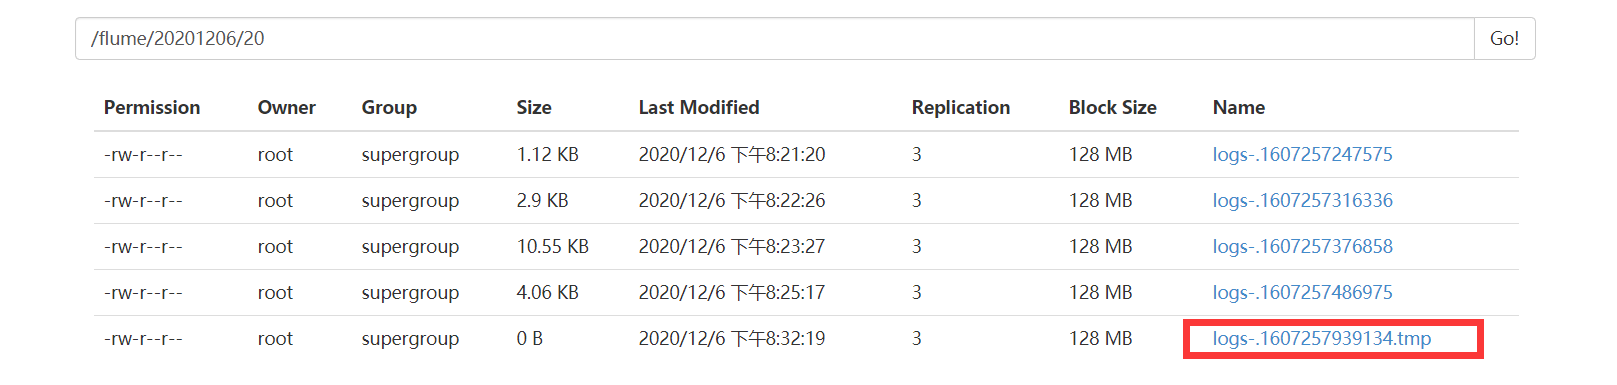 /flume/20201206/20 Go!
Permission Owner Group Size Last Modified Replication Block Size Name
-rw-r--r-- root supergroup 1.12 KB 2020/12/6 下午8:21:20 3 128 MB logs-.1607257247575
-rw-r--r-- root supergroup 2.9 KB 2020/12/6 下午8:22:26 3 128 MB logs-.1607257316336
-rw-r--r-- root supergroup 10.55 KB 2020/12/6 下午8:23:27 3 128 MB logs-.1607257376858
-rw-r--r-- root supergroup 4.06 KB 2020/12/6 下午8:25:17 3 128 MB logs-.1607257486975
-rw-r--r-- root supergroup 0 B 2020/12/6 下午8:32:19 3 128 MB logs-.1607257939134.tmp